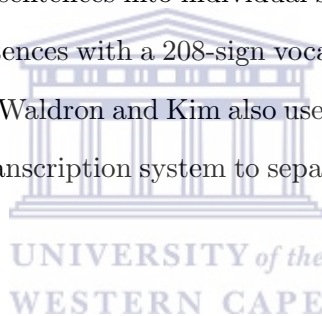 sentences into individual s
ences with a 208-sign voca
Waldron and Kim also use
anscription system to sepa
UNIVERSITY of the
WESTERN CAPE